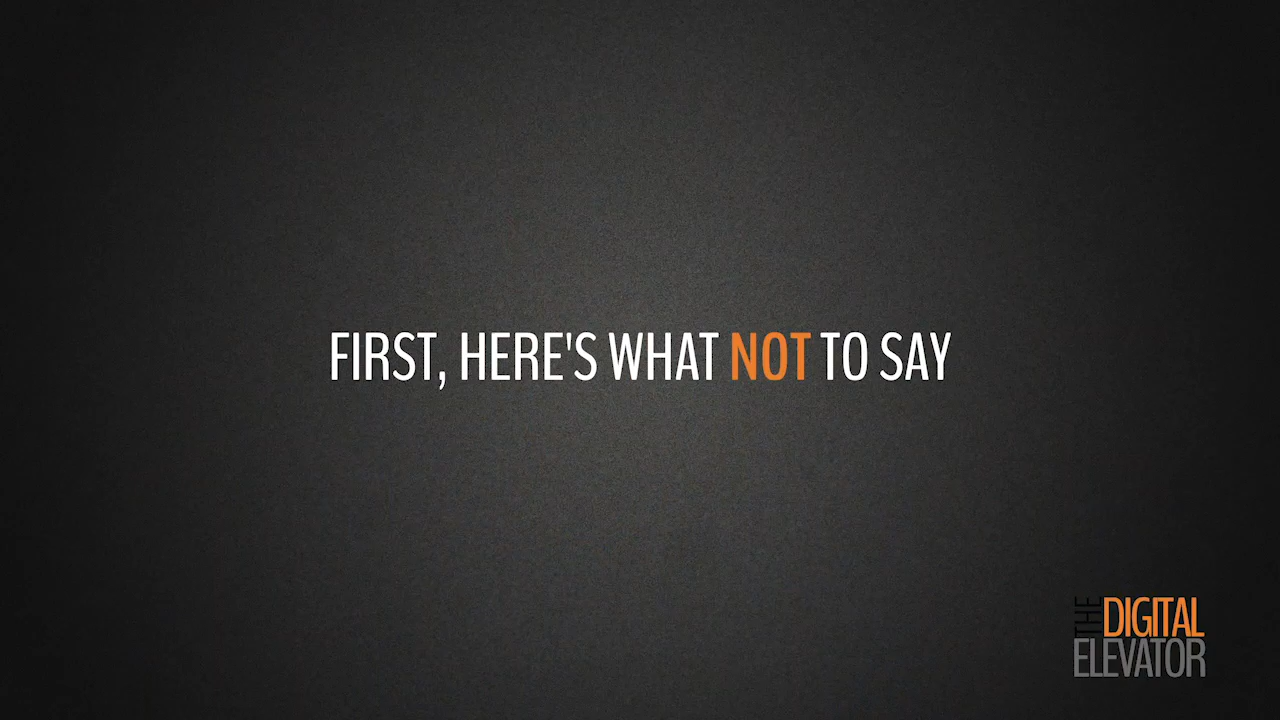 FIRST, HERE'S WHAT NOT TO SAY
THE DIGITAL
ELEVATOR